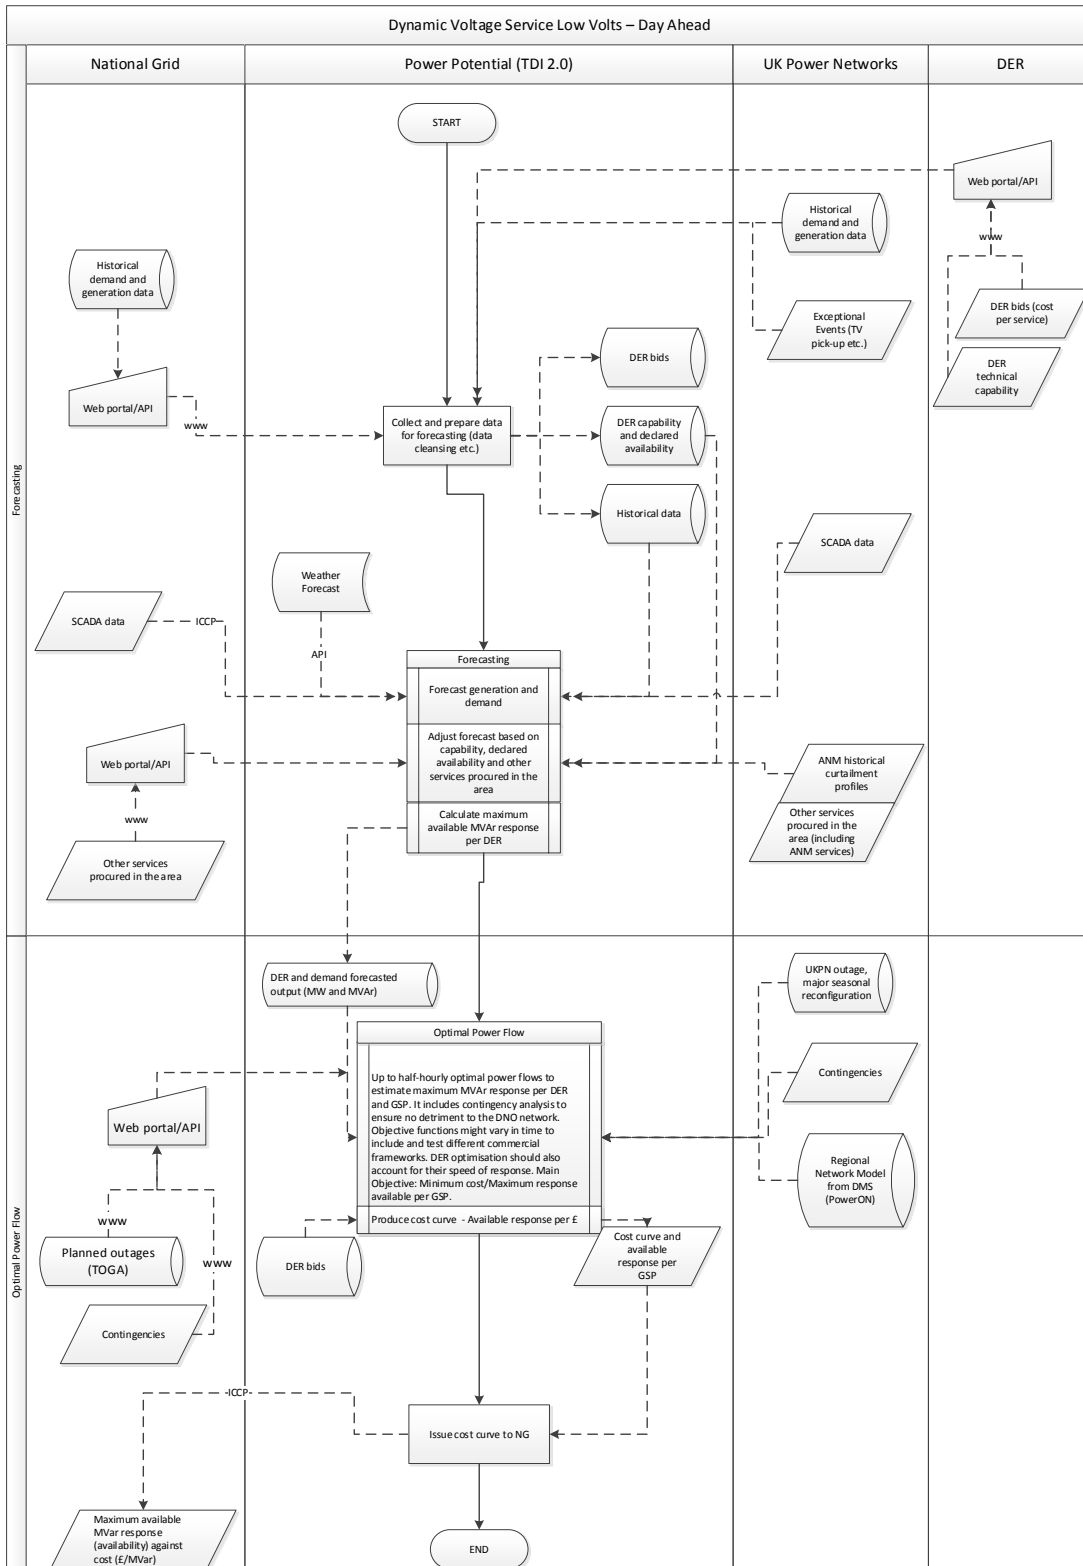 Dynamic Voltage Service Low Volts – Day Ahead
National Grid
Power Potential (TDI 2.0)
UK Power Networks
DER
Forecasting
START
Web portal/API
www
DER bids (cost
per service)
DER
technical
capability
Historical
demand and
generation data
Exceptional
Events (TV
pick-up etc.)
Historical
demand and
generation data
Web portal/API
www
Collect and prepare data
for forecasting (data
cleansing etc.)
DER bids
DER capability
and declared
availability
Historical data
SCADA data
Weather
Forecast
API
SCADA data
ICCP
Forecasting
Forecast generation and
demand
Adjust forecast based on
capability, declared
availability and other
services procured in the
area
Calculate maximum
available MVAr response
per DER
Web portal/API
www
Other services
procured in the area
ANM historical
curtailment
profiles
Other services
procured in the
area (including
ANM services)
Optimal Power Flow
DER and demand forecasted
output (MW and MVAr)
UKPN outage,
major seasonal
reconfiguration
Contingencies
Regional
Network Model
from DMS
(PowerON)
Optimal Power Flow
Up to half-hourly optimal power flows to
estimate maximum MVAr response per DER
and GSP. It includes contingency analysis to
ensure no detriment to the DNO network.
Objective functions might vary in time to
include and test different commercial
frameworks. DER optimisation should also
account for their speed of response. Main
Objective: Minimum cost/Maximum response
available per GSP.
Produce cost curve - Available response per £
Web portal/API
www
www
Planned outages
(TOGA)
Contingencies
DER bids
Cost curve and
available
response per
GSP
ICCP
Issue cost curve to NG
Maximum available
MVar response
(availability) against
cost (£/MVar)
END